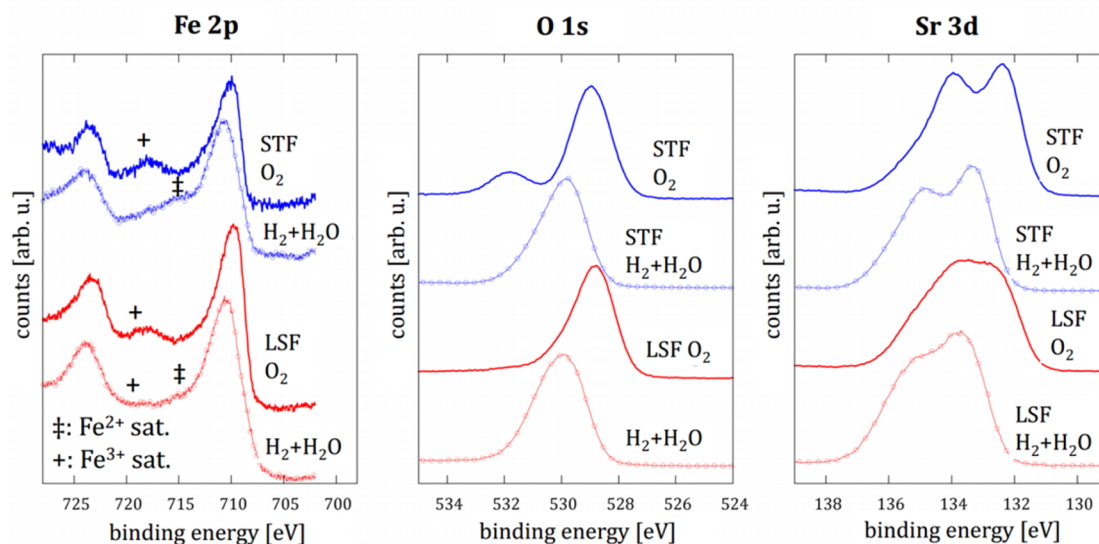 Fe 2p
counts [arb. u.]
+
STF
O₂
‡
H₂+H₂O
+
LSF
O₂
+
‡
‡: Fe²⁺ sat.
+: Fe³⁺ sat.
H₂+H₂O
725 720 715 710 705 700
binding energy [eV]
O 1s
counts [arb. u.]
STF
O₂
STF
H₂+H₂O
LSF O₂
H₂+H₂O
534 532 530 528 526 524
binding energy [eV]
Sr 3d
counts [arb. u.]
STF
O₂
STF
H₂+H₂O
LSF
O₂
LSF
H₂+H₂O
138 136 134 132 130
binding energy [eV]